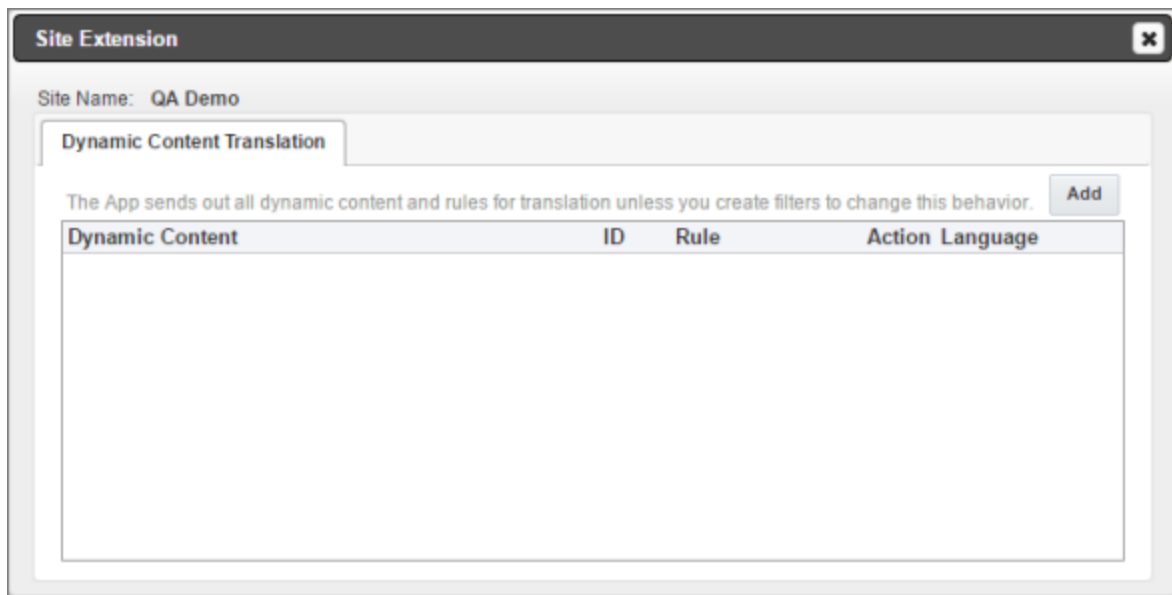 Site Extension
Site Name: QA Demo
Dynamic Content Translation
The App sends out all dynamic content and rules for translation unless you create filters to change this behavior. Add
Dynamic Content ID Rule Action Language